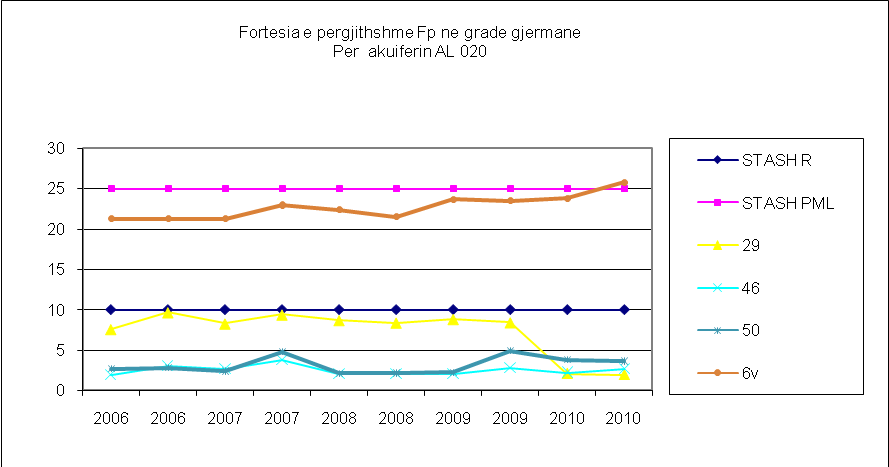 Fortesia e pergjithshme Fp ne grade gjermane
Per akuiferin AL 020
30
25
20
15
10
5
0
2006 2006 2007 2007 2008 2008 2009 2009 2010 2010
STASH R
STASH PML
29
46
50
6v